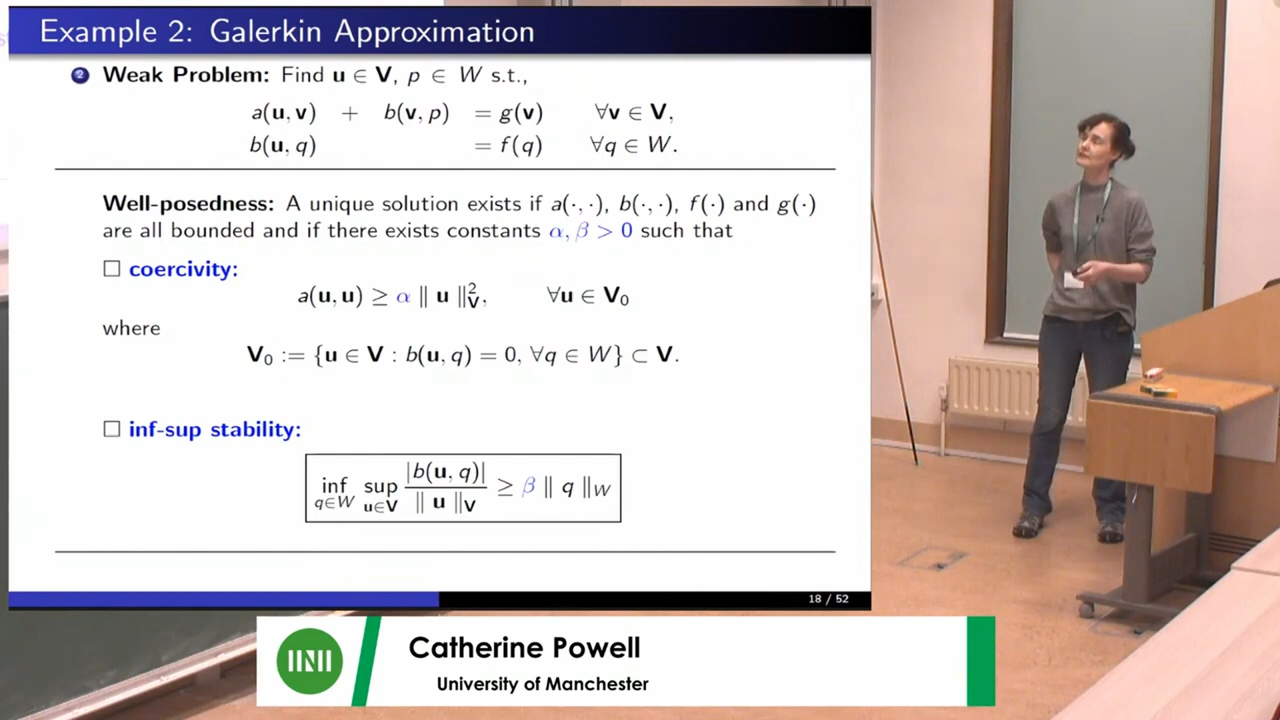 Example 2: Galerkin Approximation
2 Weak Problem: Find u ∈ V, p ∈ W s.t.,
a(u, v) + b(v, p) = g(v) ∀v ∈ V,
b(u, q) = f(q) ∀q ∈ W.
Well-posedness: A unique solution exists if a(·, ·), b(·, ·), f(·) and g(·)
are all bounded and if there exists constants α, β > 0 such that
□ coercivity:
a(u, u) ≥ α ‖ u ‖²_V, ∀u ∈ V₀
where
V₀ := {u ∈ V : b(u, q) = 0, ∀q ∈ W} ⊂ V.
□ inf-sup stability:
inf_{q∈W} sup_{u∈V} |b(u, q)| / ‖ u ‖_V ≥ β ‖ q ‖_W
18 / 52
Catherine Powell
University of Manchester